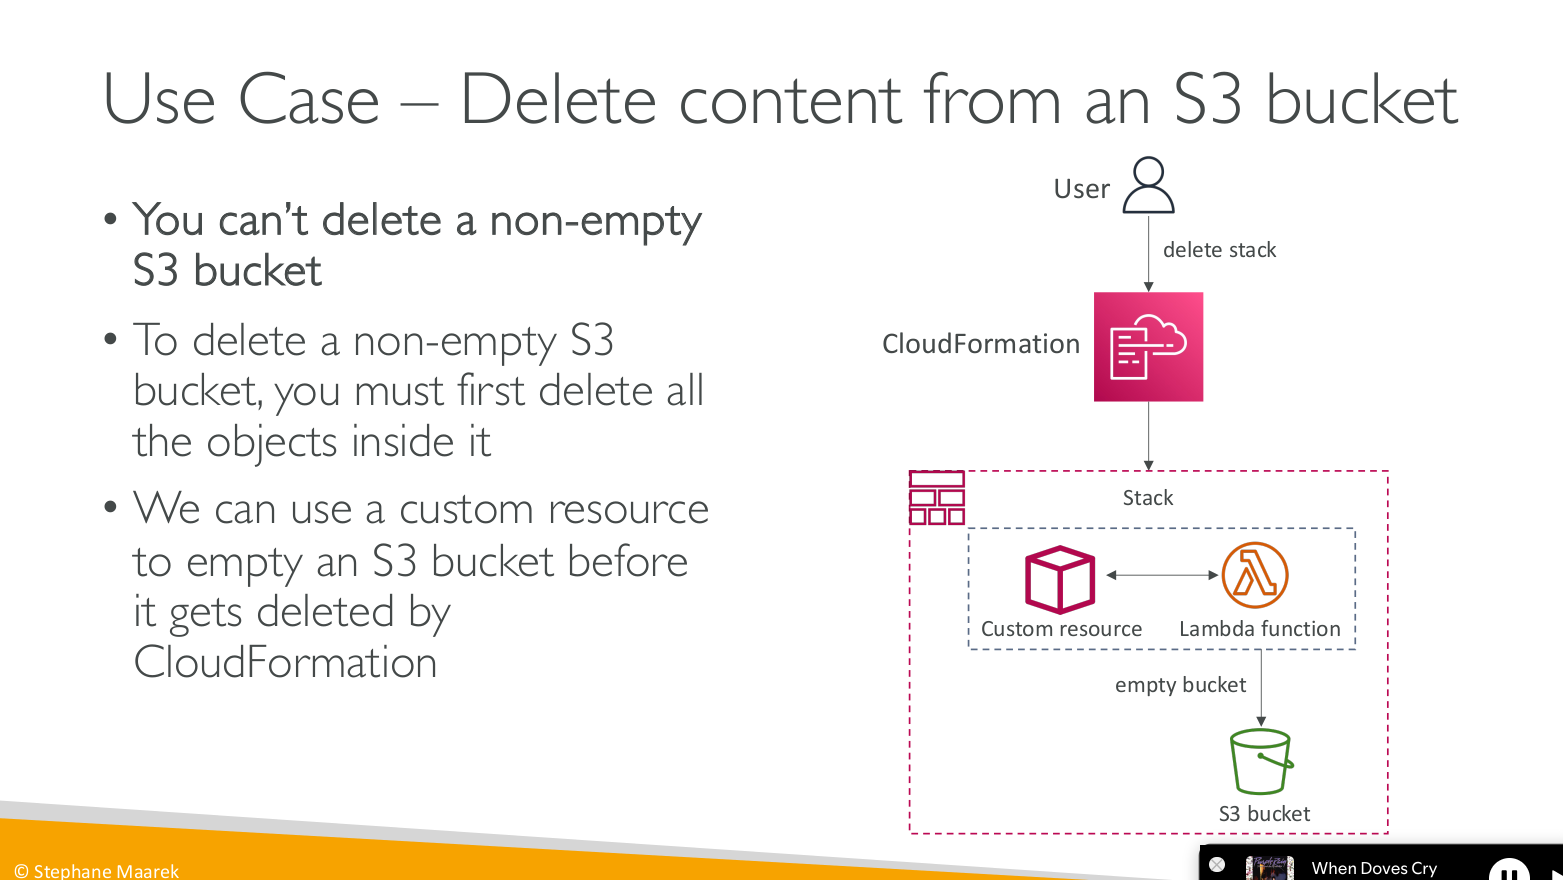 Use Case – Delete content from an S3 bucket
• You can’t delete a non-empty
S3 bucket
• To delete a non-empty S3
bucket, you must first delete all
the objects inside it
• We can use a custom resource
to empty an S3 bucket before
it gets deleted by
CloudFormation
User
delete stack
CloudFormation
Stack
Custom resource
Lambda function
empty bucket
S3 bucket
© Stephane Maarek
When Doves Cry